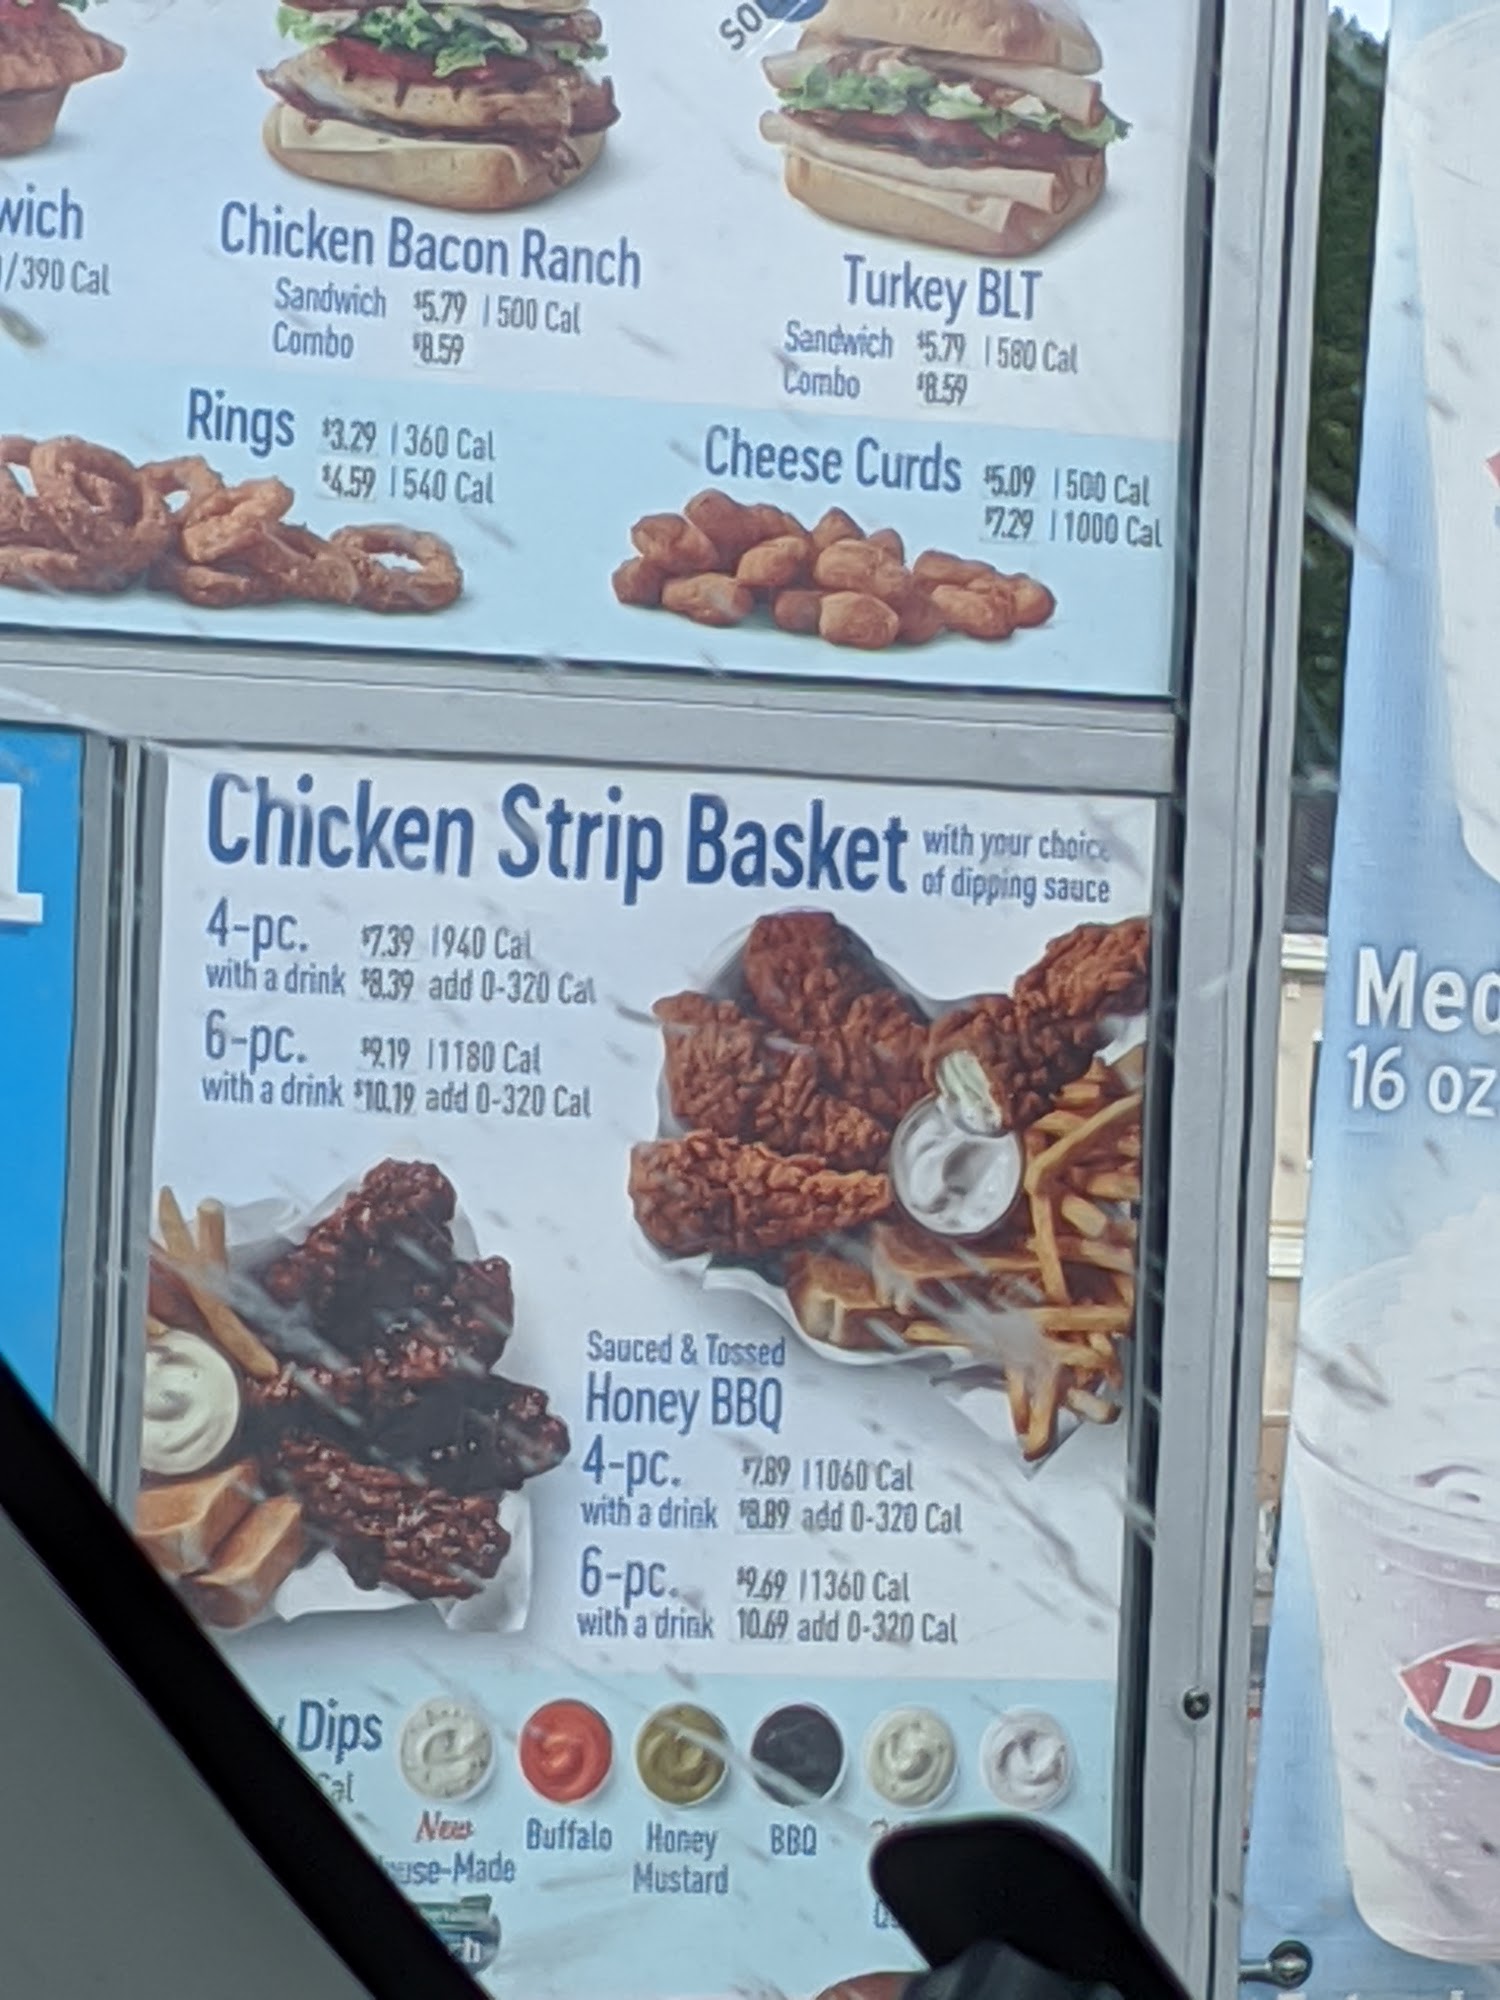 SO
wich
/390 Cal
Chicken Bacon Ranch
Sandwich $5.79 | 500 Cal
Combo $8.59
Turkey BLT
Sandwich $5.79 | 580 Cal
Combo $8.59
Rings $3.29 | 360 Cal
$4.59 | 540 Cal
Cheese Curds $5.09 | 500 Cal
$7.29 | 1000 Cal
Chicken Strip Basket with your choice
of dipping sauce
4-pc. $7.39 | 940 Cal
with a drink $8.39 add 0-320 Cal
6-pc. $9.19 | 1180 Cal
with a drink $10.19 add 0-320 Cal
Sauced & Tossed
Honey BBQ
4-pc. $7.89 | 1060 Cal
with a drink $8.89 add 0-320 Cal
6-pc. $9.69 | 1360 Cal
with a drink 10.69 add 0-320 Cal
Dips
Cal
New
use-Made
Buffalo
Honey
Mustard
BBQ
Med
16 oz
D